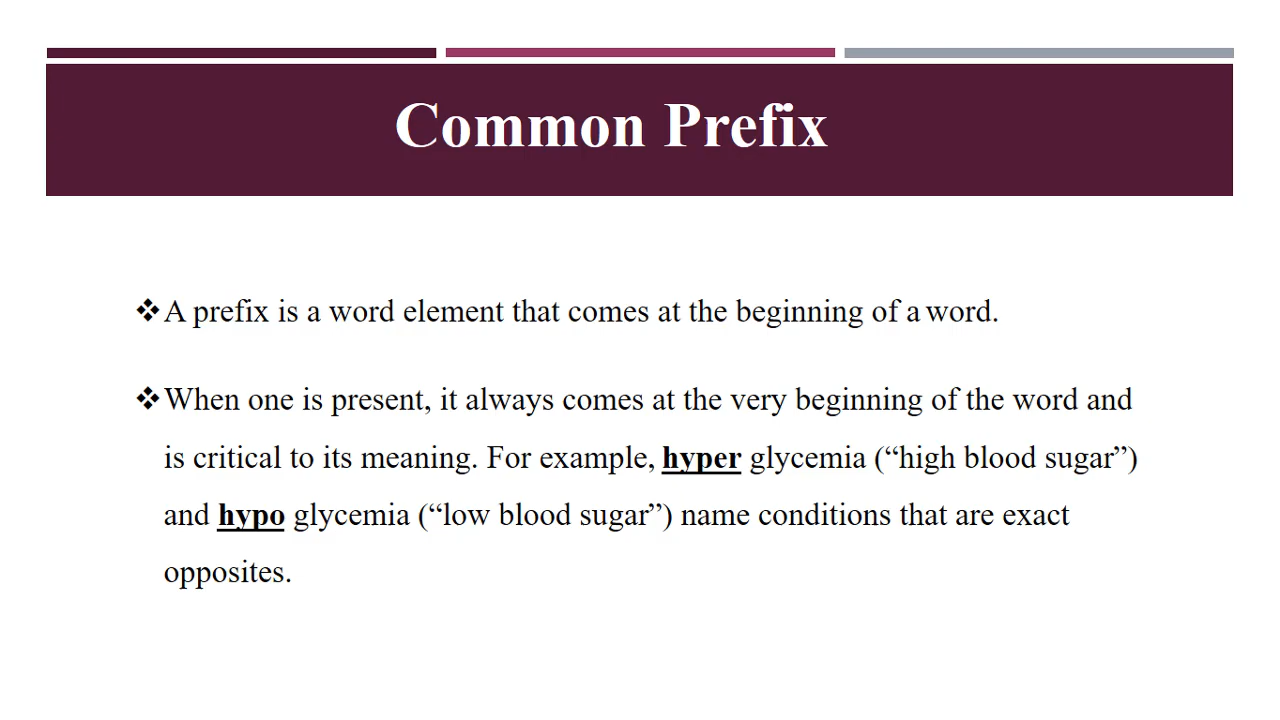 Common Prefix
❖A prefix is a word element that comes at the beginning of a word.
❖When one is present, it always comes at the very beginning of the word and
is critical to its meaning. For example, hyper glycemia (“high blood sugar”)
and hypo glycemia (“low blood sugar”) name conditions that are exact
opposites.